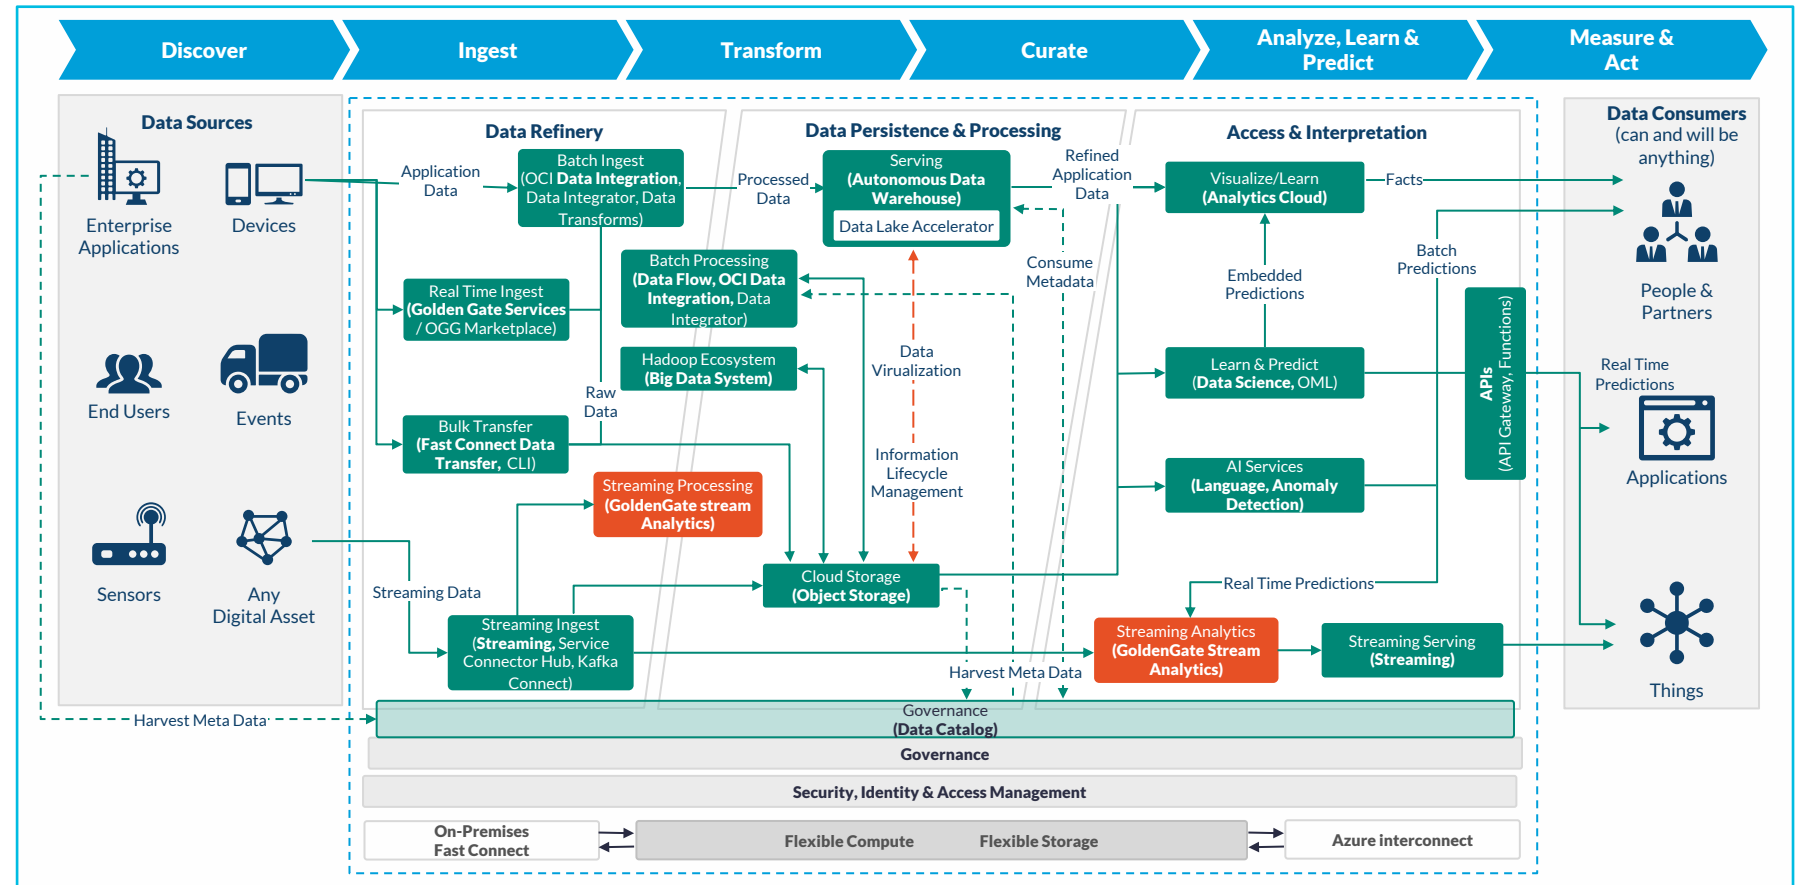 Discover
Ingest
Transform
Curate
Analyze, Learn &
Predict
Measure &
Act
Data Sources
Enterprise
Applications
Devices
End Users
Events
Sensors
Any
Digital Asset
Harvest Meta Data
Data Refinery
Application
Data
Batch Ingest
(OCI Data Integration,
Data Integrator, Data
Transforms)
Real Time Ingest
(Golden Gate Services
/ OGG Marketplace)
Raw
Data
Bulk Transfer
(Fast Connect Data
Transfer, CLI)
Streaming Processing
(GoldenGate stream
Analytics)
Streaming Data
Streaming Ingest
(Streaming, Service
Connector Hub, Kafka
Connect)
Data Persistence & Processing
Processed
Data
Serving
(Autonomous Data
Warehouse)
Data Lake Accelerator
Batch Processing
(Data Flow, OCI Data
Integration, Data
Integrator)
Hadoop Ecosystem
(Big Data System)
Data
Virualization
Information
Lifecycle
Management
Cloud Storage
(Object Storage)
Consume
Metadata
Harvest Meta Data
Refined
Application
Data
Access & Interpretation
Visualize/Learn
(Analytics Cloud)
Facts
Embedded
Predictions
Batch
Predictions
Learn & Predict
(Data Science, OML)
AI Services
(Language, Anomaly
Detection)
APIs
(API Gateway, Functions)
Real Time Predictions
Streaming Analytics
(GoldenGate Stream
Analytics)
Streaming Serving
(Streaming)
Data Consumers
(can and will be
anything)
People &
Partners
Real Time
Predictions
Applications
Things
Governance
(Data Catalog)
Governance
Security, Identity & Access Management
On-Premises
Fast Connect
Flexible Compute
Flexible Storage
Azure interconnect